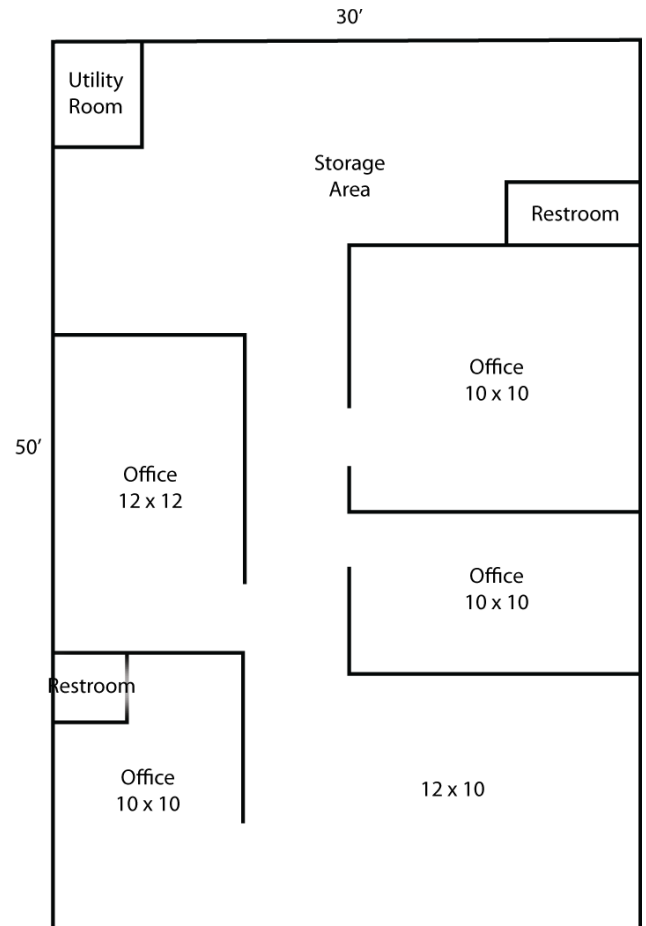 30’
Utility
Room
Storage
Area
Restroom
Office
10 x 10
50’
Office
12 x 12
Office
10 x 10
Restroom
Office
10 x 10
12 x 10